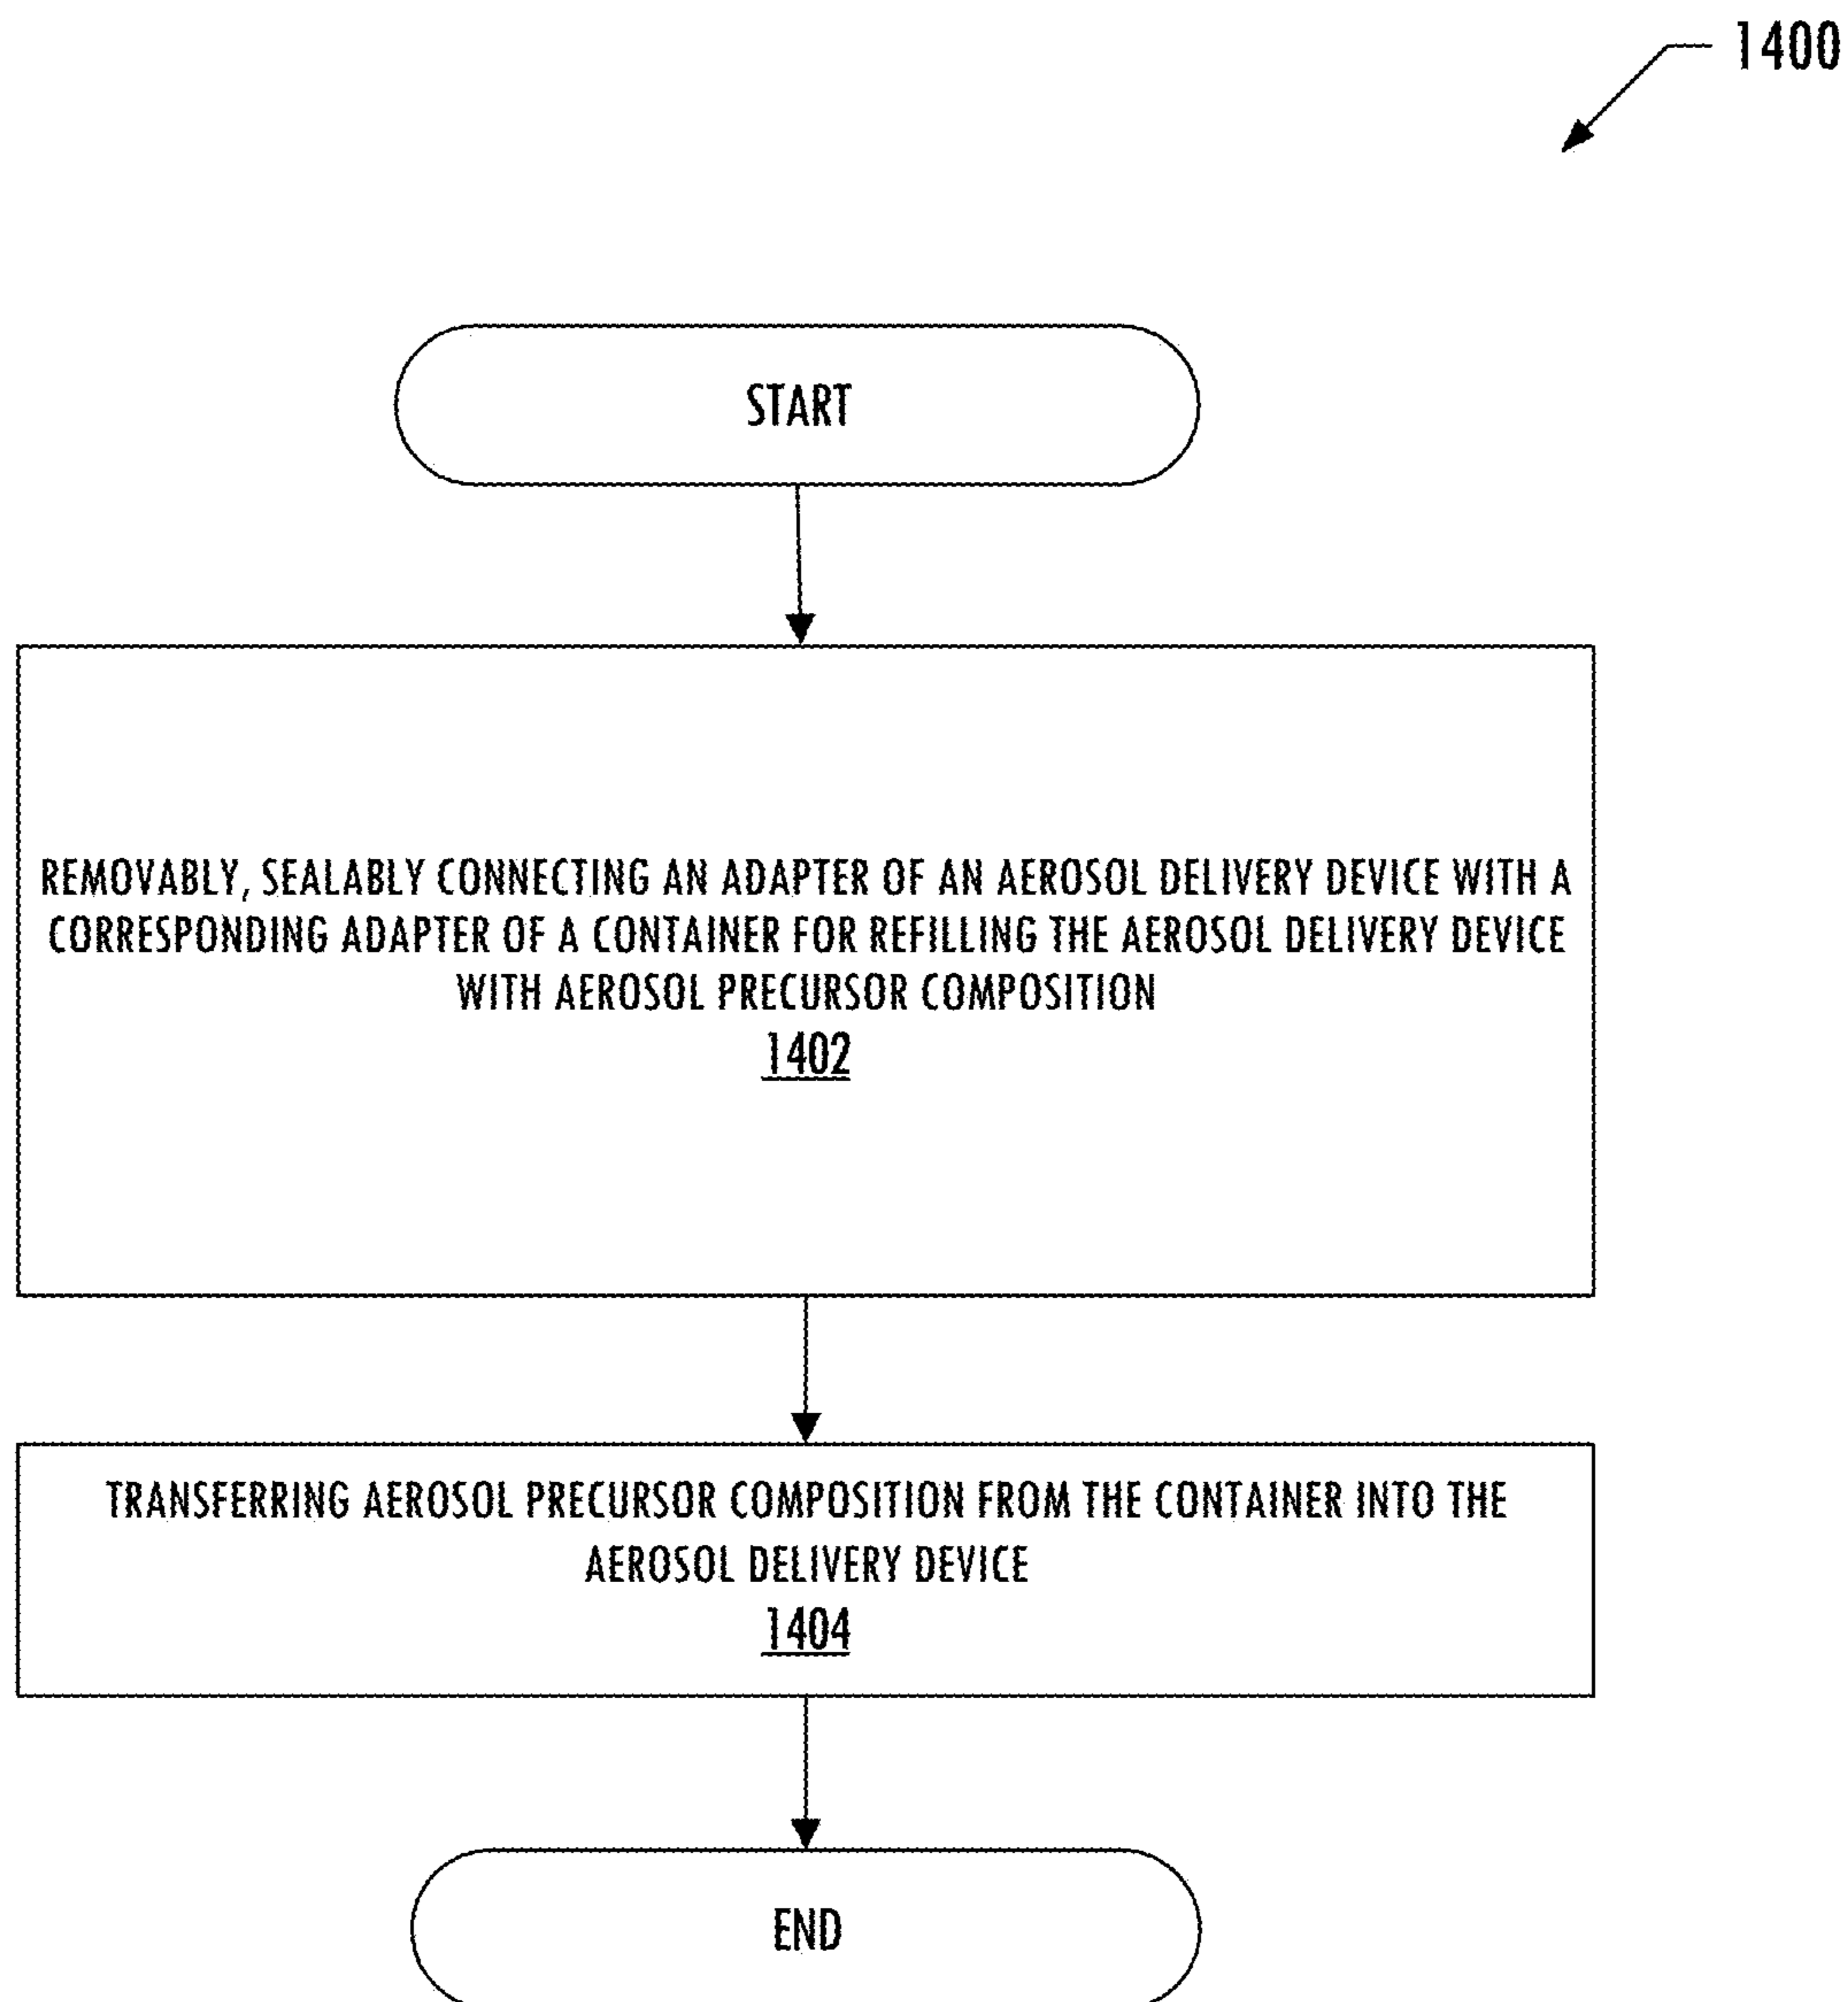 1400
START
REMOVABLY, SEALABLY CONNECTING AN ADAPTER OF AN AEROSOL DELIVERY DEVICE WITH A
CORRESPONDING ADAPTER OF A CONTAINER FOR REFILLING THE AEROSOL DELIVERY DEVICE
WITH AEROSOL PRECURSOR COMPOSITION
1402
TRANSFERRING AEROSOL PRECURSOR COMPOSITION FROM THE CONTAINER INTO THE
AEROSOL DELIVERY DEVICE
1404
END